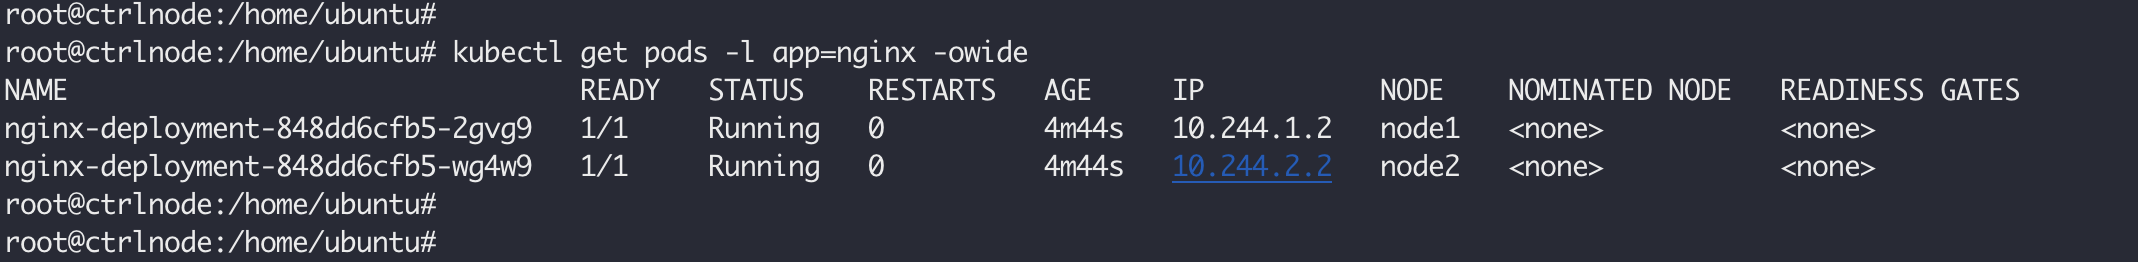 root@ctrlnode:/home/ubuntu#
root@ctrlnode:/home/ubuntu# kubectl get pods -l app=nginx -owide
NAME                                READY   STATUS    RESTARTS   AGE     IP           NODE    NOMINATED NODE   READINESS GATES
nginx-deployment-848dd6cfb5-2gvg9   1/1     Running   0          4m44s   10.244.1.2   node1   <none>           <none>
nginx-deployment-848dd6cfb5-wg4w9   1/1     Running   0          4m44s   10.244.2.2   node2   <none>           <none>
root@ctrlnode:/home/ubuntu#
root@ctrlnode:/home/ubuntu#